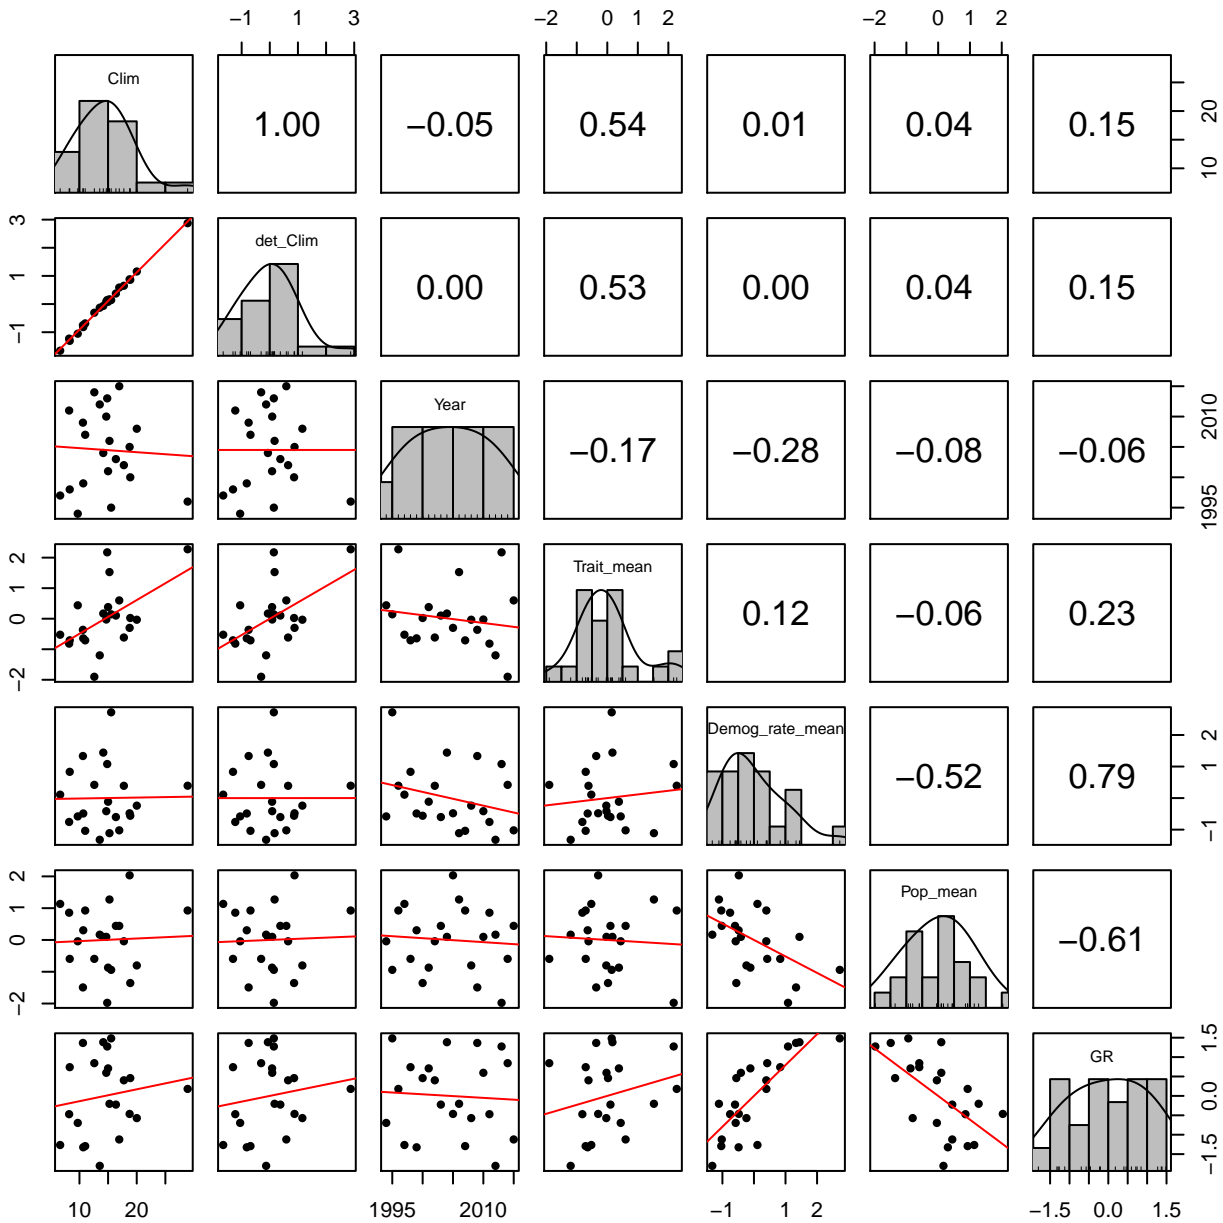 −1 1 3 −2 0 1 2 −2 0 1 2
Clim
1.00 −0.05 0.54 0.01 0.04 0.15
10 20
−1 1 3
det_Clim
0.00 0.53 0.00 0.04 0.15
Year
−0.17 −0.28 −0.08 −0.06
1995 2010
−2 0 1 2
Trait_mean
0.12 −0.06 0.23
Demog_rate_mean
−0.52 0.79
−1 1 2
−2 0 1 2
Pop_mean
−0.61
GR
−1.5 0.0 1.5
10 20 1995 2010 −1 1 2 −1.5 0.0 1.5